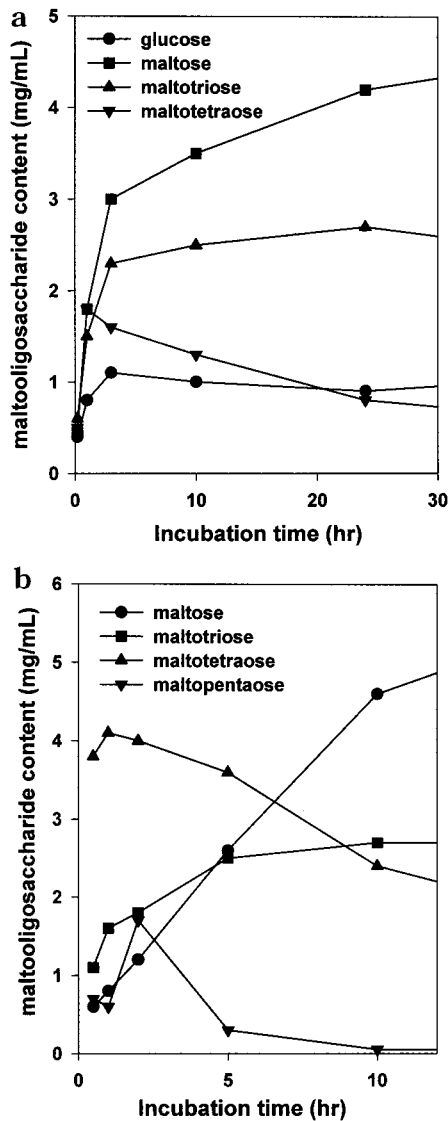 a
maltooligosaccharide content (mg/mL)
5
4
3
2
1
0
glucose
maltose
maltotriose
maltotetraose
0
10
20
30
Incubation time (hr)
b
maltooligosaccharide content (mg/mL)
6
5
4
3
2
1
0
maltose
maltotriose
maltotetraose
maltopentaose
0
5
10
Incubation time (hr)